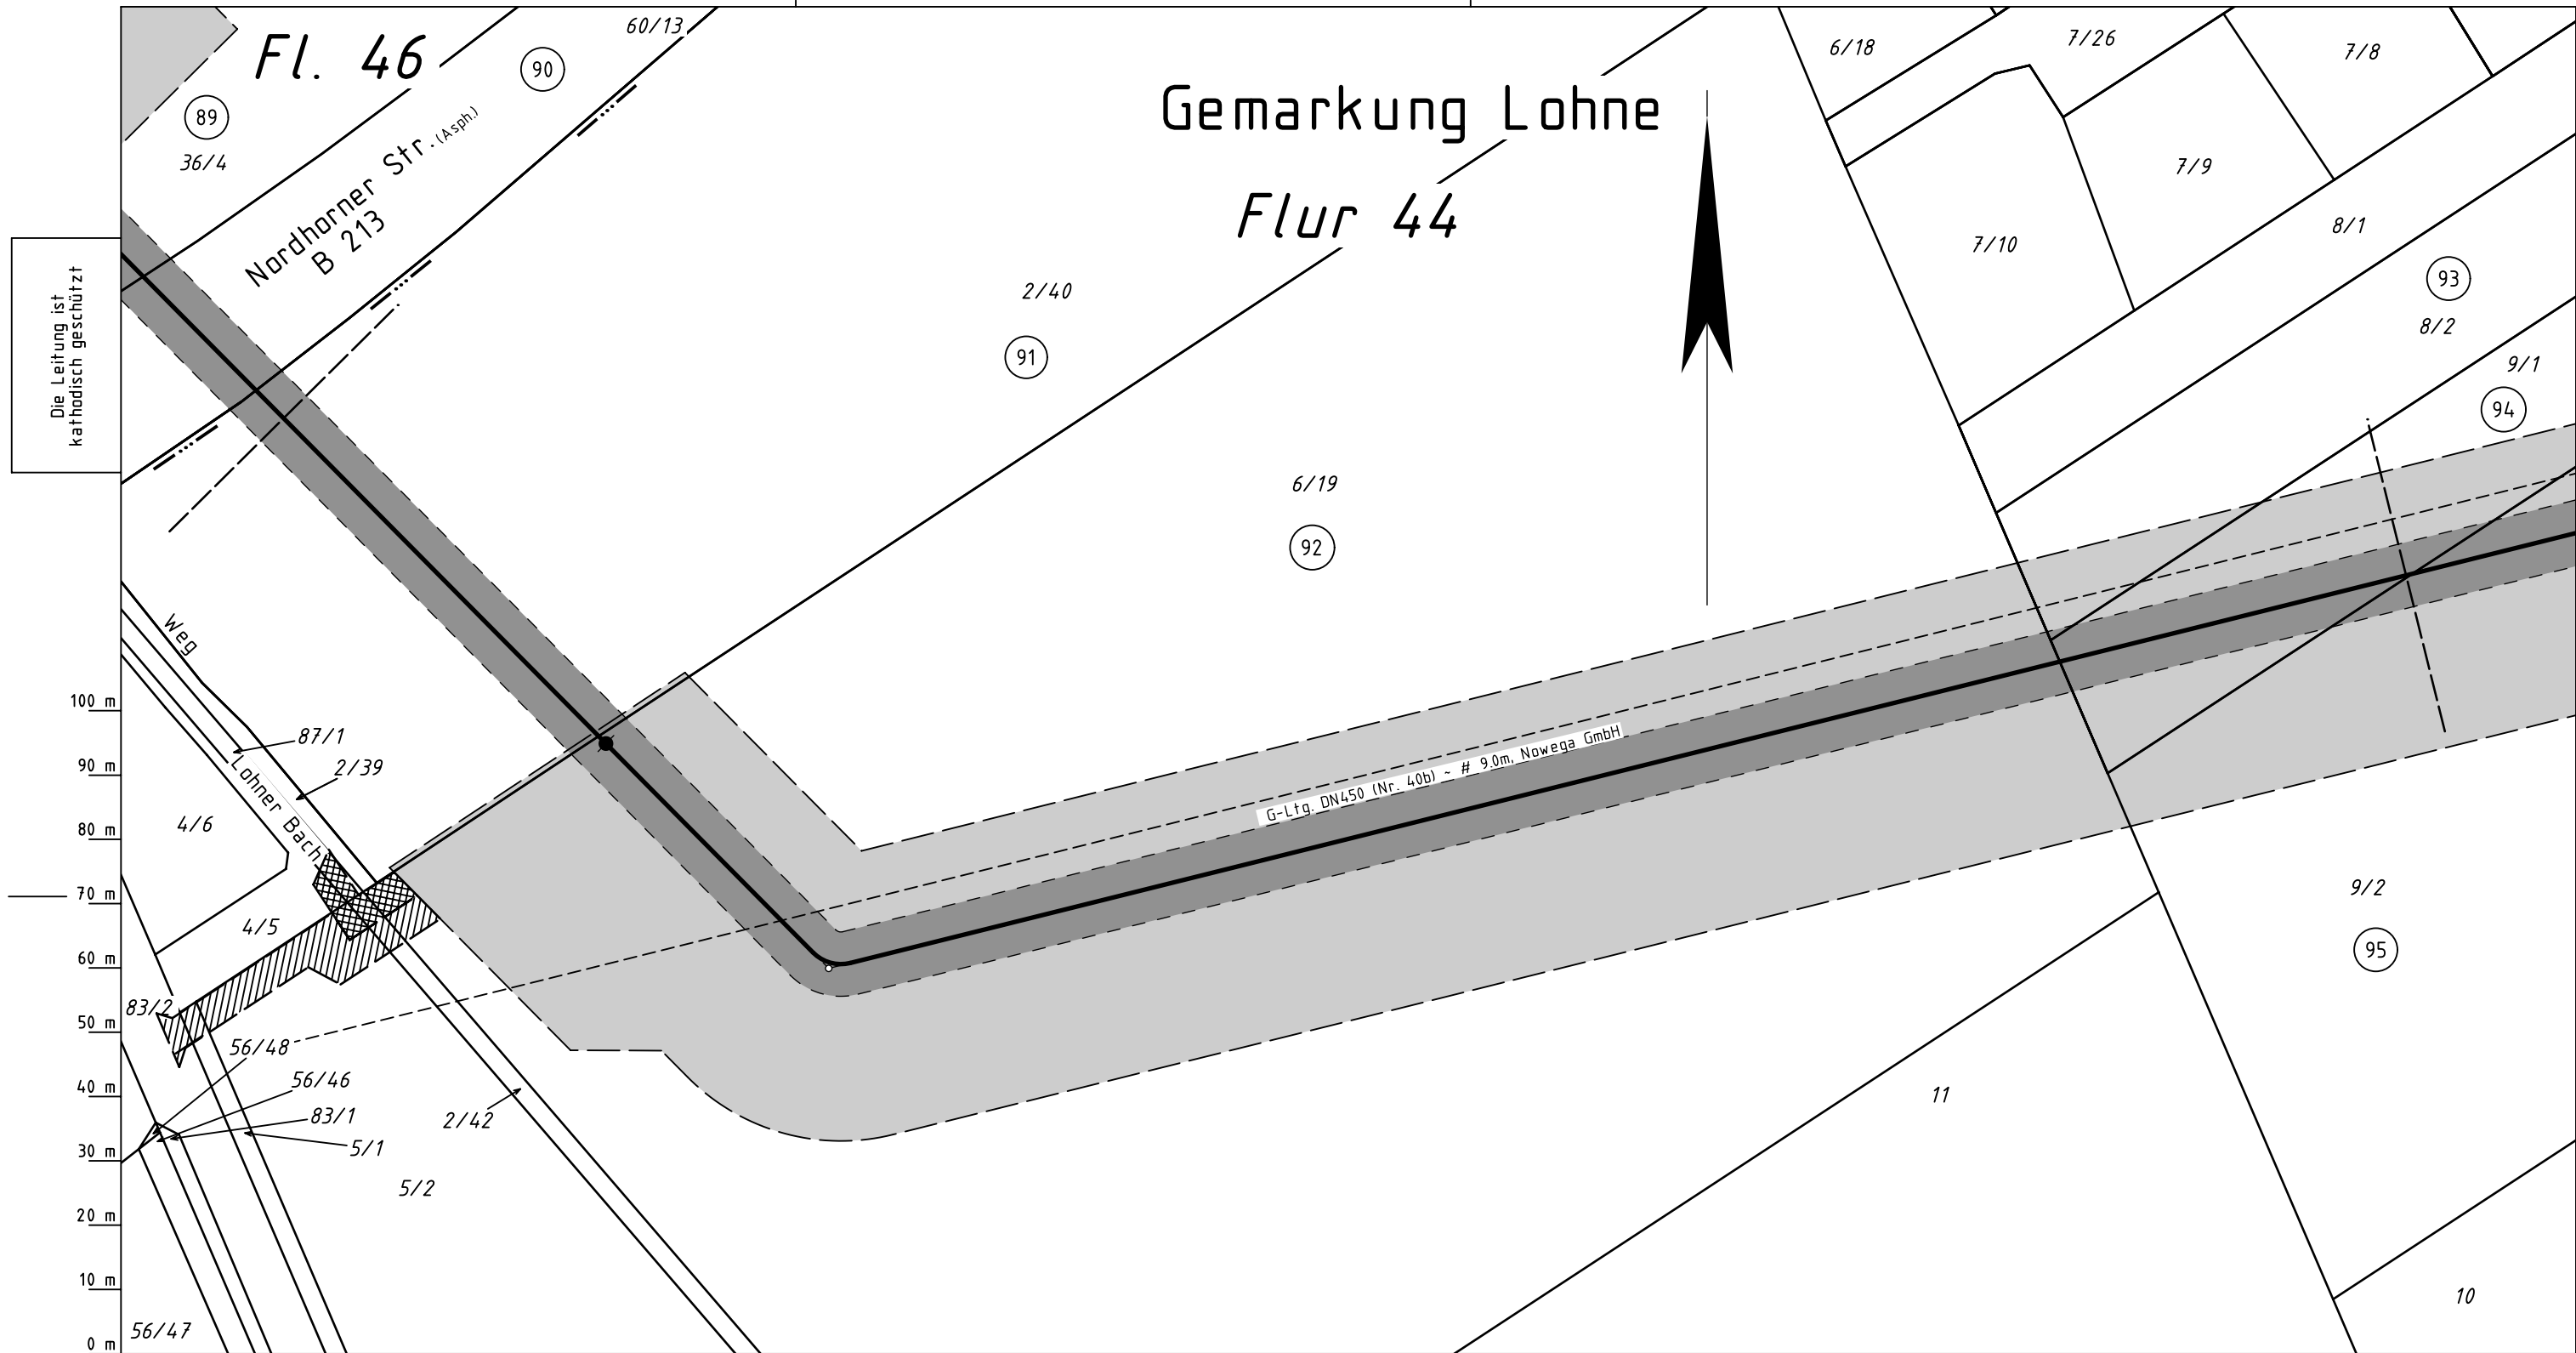 Fl. 46
60/13
90
89
36/4
Nordhorner Str. (Asph.)
B 213
Gemarkung Lohne
Flur 44
6/18
7/26
7/8
7/9
7/10
8/1
93
8/2
9/1
94
2/40
91
6/19
92
Die Leitung ist
kathodisch geschützt
Weg
87/1
2/39
Lohner Bach
4/6
4/5
83/2
56/48
56/46
83/1
5/1
2/42
5/2
56/47
G-Ltg. DN450 (Nr. 40b) ~ # 9.0m, Nowega GmbH
9/2
95
11
10
100 m
90 m
80 m
70 m
60 m
50 m
40 m
30 m
20 m
10 m
0 m